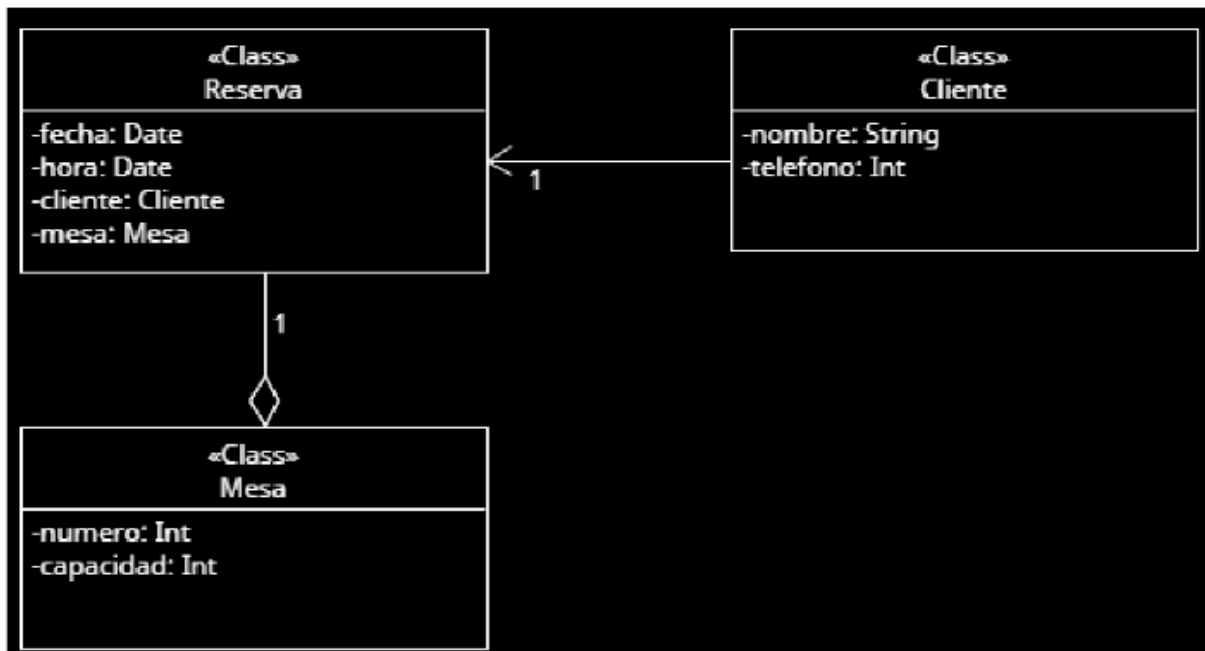 «Class»
Reserva
-fecha: Date
-hora: Date
-cliente: Cliente
-mesa: Mesa
«Class»
Cliente
-nombre: String
-telefono: Int
1
1
«Class»
Mesa
-numero: Int
-capacidad: Int